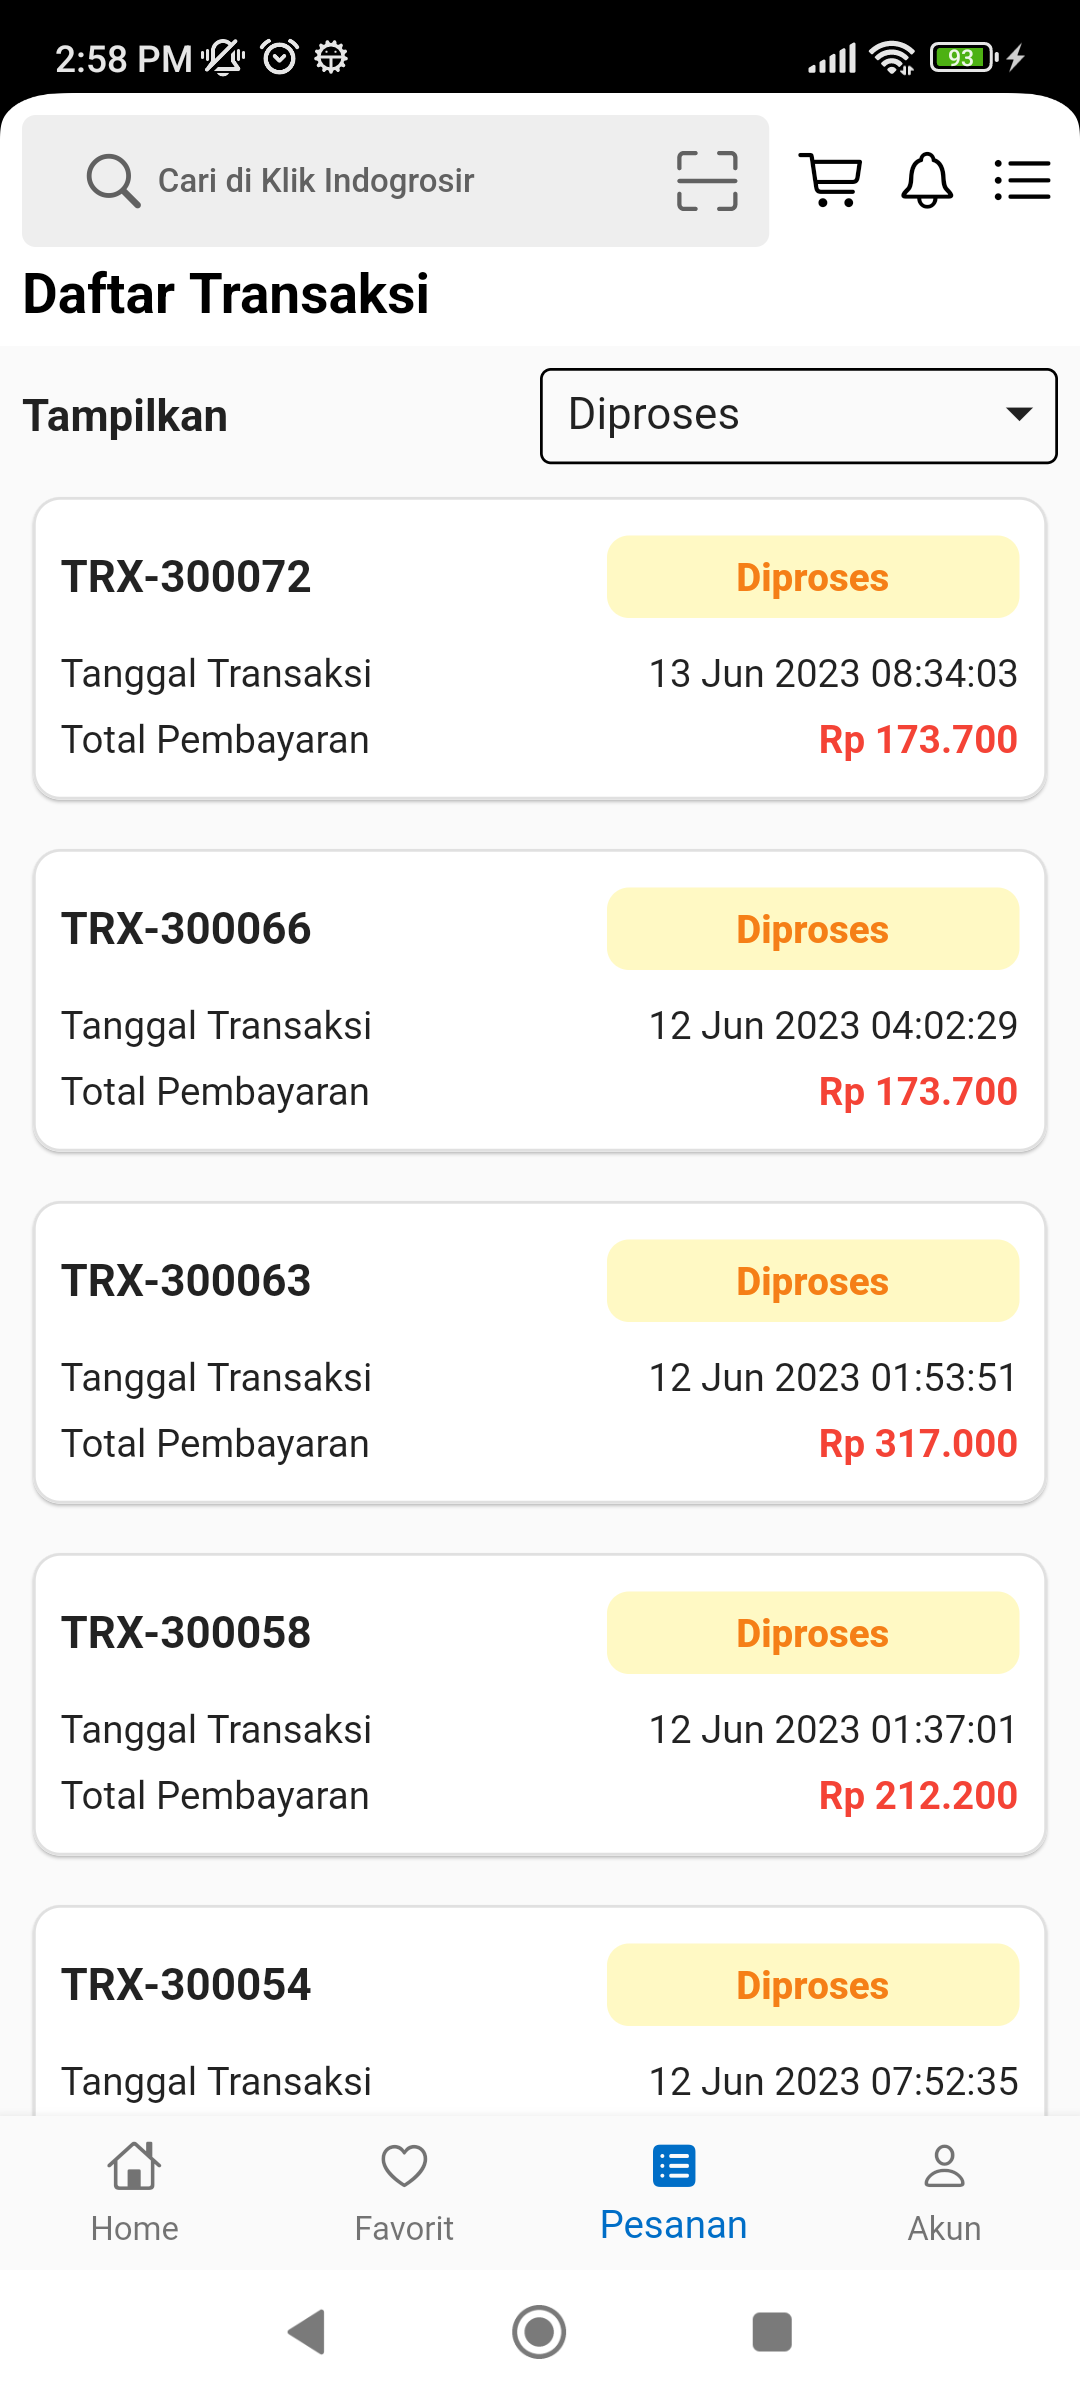 2:58 PM
93
Cari di Klik Indogrosir
Daftar Transaksi
Tampilkan
Diproses
TRX-300072
Diproses
Tanggal Transaksi
13 Jun 2023 08:34:03
Total Pembayaran
Rp 173.700
TRX-300066
Diproses
Tanggal Transaksi
12 Jun 2023 04:02:29
Total Pembayaran
Rp 173.700
TRX-300063
Diproses
Tanggal Transaksi
12 Jun 2023 01:53:51
Total Pembayaran
Rp 317.000
TRX-300058
Diproses
Tanggal Transaksi
12 Jun 2023 01:37:01
Total Pembayaran
Rp 212.200
TRX-300054
Diproses
Tanggal Transaksi
12 Jun 2023 07:52:35
Home
Favorit
Pesanan
Akun